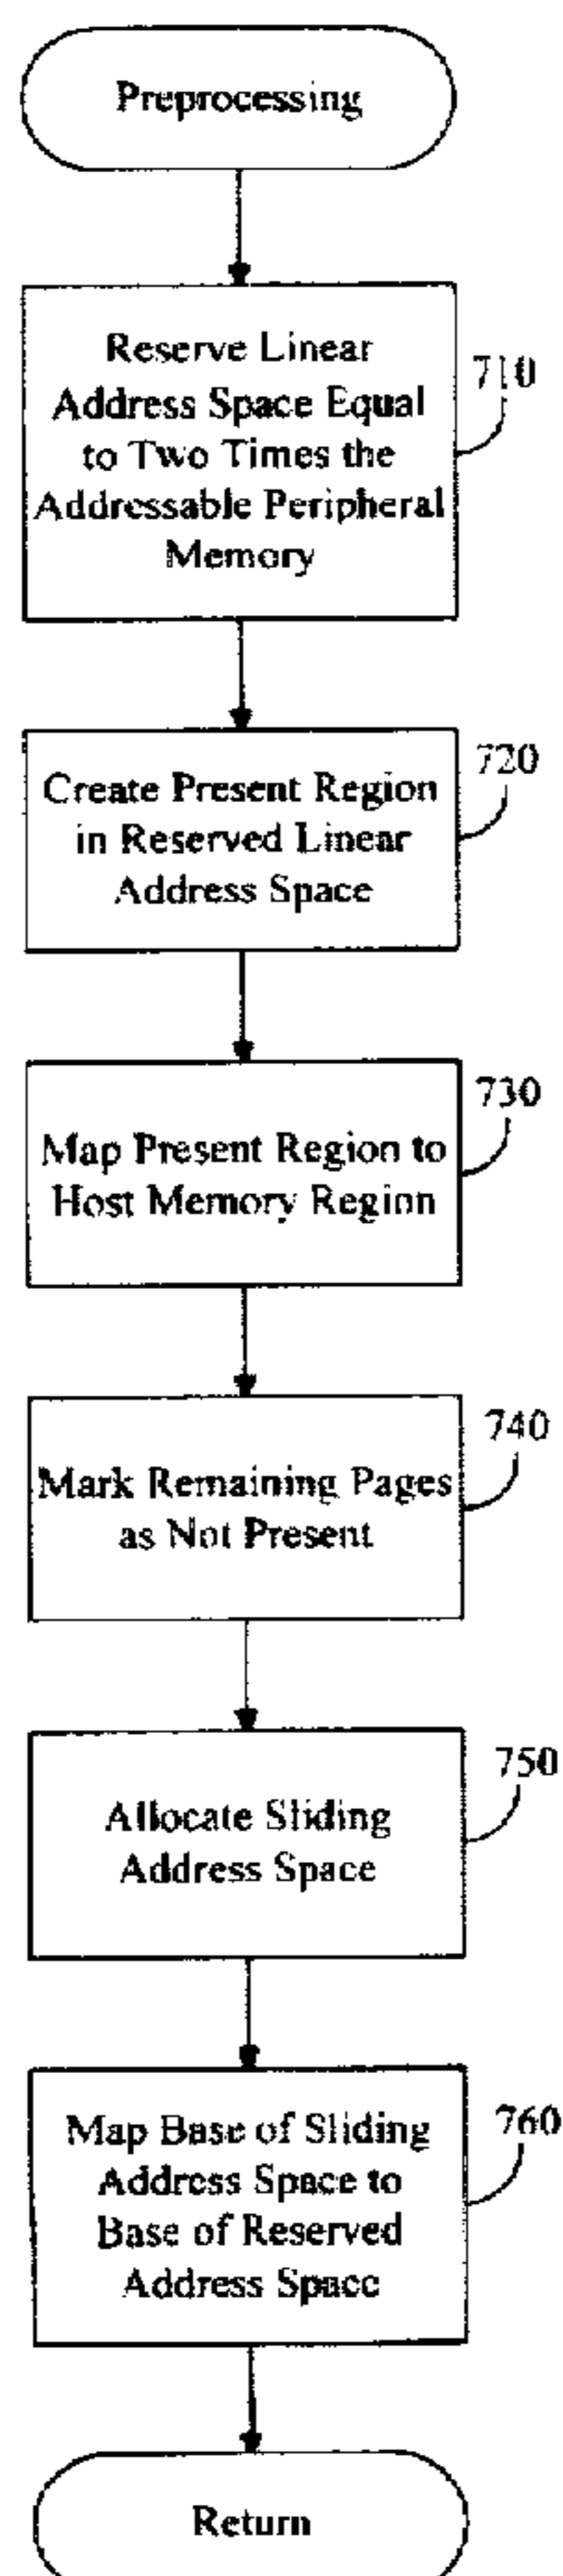 Preprocessing
Reserve Linear
Address Space Equal
to Two Times the
Addressable Peripheral
Memory
710
Create Present Region
in Reserved Linear
Address Space
720
Map Present Region to
Host Memory Region
730
Mark Remaining Pages
as Not Present
740
Allocate Sliding
Address Space
750
Map Base of Sliding
Address Space to
Base of Reserved
Address Space
760
Return